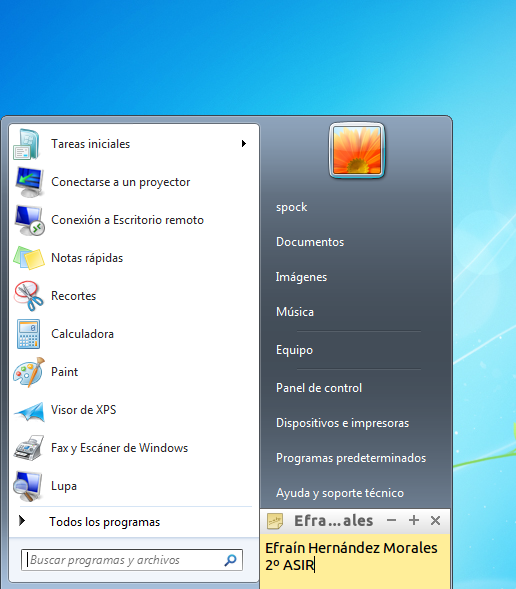 Tareas iniciales
Conectarse a un proyector
Conexión a Escritorio remoto
Notas rápidas
Recortes
Calculadora
Paint
Visor de XPS
Fax y Escáner de Windows
Lupa
Todos los programas
Buscar programas y archivos
spock
Documentos
Imágenes
Música
Equipo
Panel de control
Dispositivos e impresoras
Programas predeterminados
Ayuda y soporte técnico
Efra...ales
Efraín Hernández Morales
2º ASIR